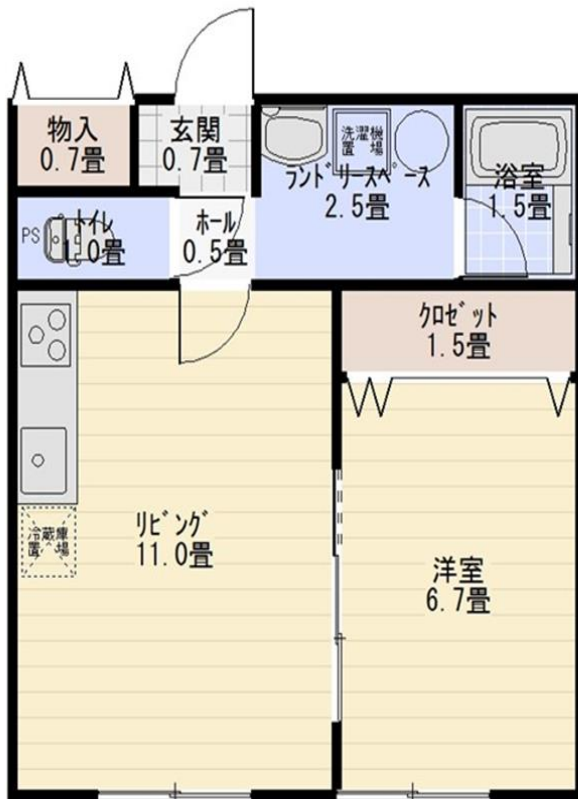 物入
0.7畳
玄関
0.7畳
洗濯機
置場
ランドリースペース
2.5畳
浴室
1.5畳
PS
トイレ
1.0畳
ホール
0.5畳
クロゼット
1.5畳
冷蔵庫
置場
リビング
11.0畳
洋室
6.7畳